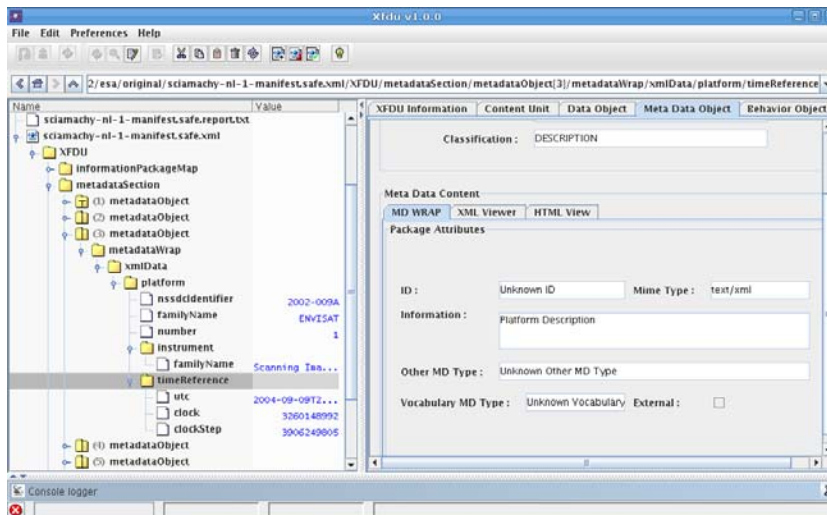 Xfdu v1.0.0
File Edit Preferences Help
2/esa/original/sciamachy-nl-1-manifest.safe.xml/XFDU/metadataSection/metadataObject[3]/metadataWrap/xmlData/platform/timeReference
Name Value
sciamachy-nl-1-manifest.safe.report.txt
sciamachy-nl-1-manifest.safe.xml
XFDU
informationPackageMap
metadataSection
(1) metadataObject
(2) metadataObject
(3) metadataObject
metadataWrap
xmlData
platform
nssdcIdentifier 2002-009A
familyName ENVISAT
number 1
instrument
familyName Scanning Ima...
timeReference
utc 2004-09-09T2...
clock 3260148992
clockStep 3906249805
(4) metadataObject
(5) metadataObject
XFDU Information Content Unit Data Object Meta Data Object Behavior Object
Classification : DESCRIPTION
Meta Data Content
MD WRAP XML Viewer HTML View
Package Attributes
ID : Unknown ID Mime Type : text/xml
Information : Platform Description
Other MD Type : Unknown Other MD Type
Vocabulary MD Type : Unknown Vocabulary External :
Console logger